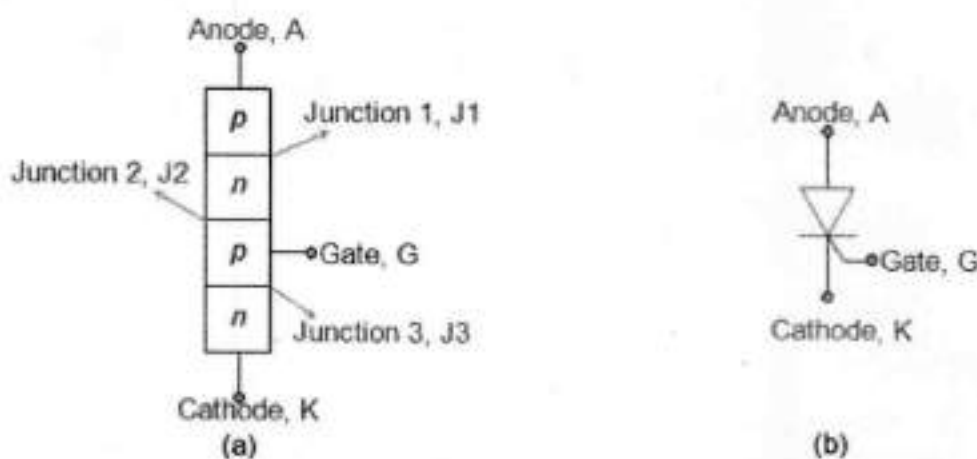 Anode, A
p
Junction 1, J1
n
Junction 2, J2
p
Gate, G
n
Junction 3, J3
Cathode, K
(a)
Anode, A
Gate, G
Cathode, K
(b)